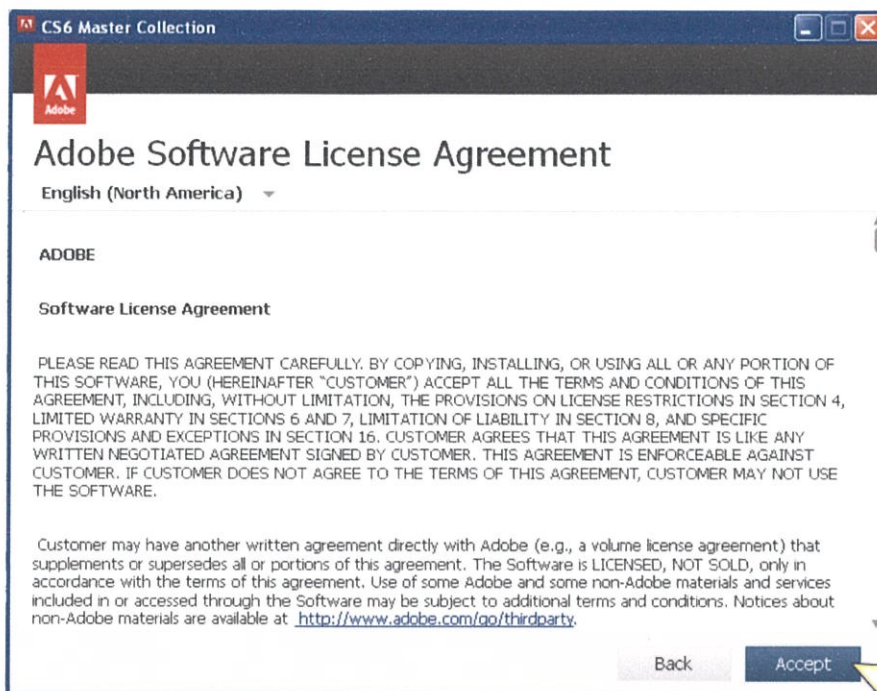 CS6 Master Collection
Adobe
Adobe Software License Agreement
English (North America)
ADOBE
Software License Agreement
PLEASE READ THIS AGREEMENT CAREFULLY. BY COPYING, INSTALLING, OR USING ALL OR ANY PORTION OF
THIS SOFTWARE, YOU (HEREINAFTER "CUSTOMER") ACCEPT ALL THE TERMS AND CONDITIONS OF THIS
AGREEMENT, INCLUDING, WITHOUT LIMITATION, THE PROVISIONS ON LICENSE RESTRICTIONS IN SECTION 4,
LIMITED WARRANTY IN SECTIONS 6 AND 7, LIMITATION OF LIABILITY IN SECTION 8, AND SPECIFIC
PROVISIONS AND EXCEPTIONS IN SECTION 16. CUSTOMER AGREES THAT THIS AGREEMENT IS LIKE ANY
WRITTEN NEGOTIATED AGREEMENT SIGNED BY CUSTOMER. THIS AGREEMENT IS ENFORCEABLE AGAINST
CUSTOMER. IF CUSTOMER DOES NOT AGREE TO THE TERMS OF THIS AGREEMENT, CUSTOMER MAY NOT USE
THE SOFTWARE.
Customer may have another written agreement directly with Adobe (e.g., a volume license agreement) that
supplements or supersedes all or portions of this agreement. The Software is LICENSED, NOT SOLD, only in
accordance with the terms of this agreement. Use of some Adobe and some non-Adobe materials and services
included in or accessed through the Software may be subject to additional terms and conditions. Notices about
non-Adobe materials are available at http://www.adobe.com/go/thirdparty.
Back Accept